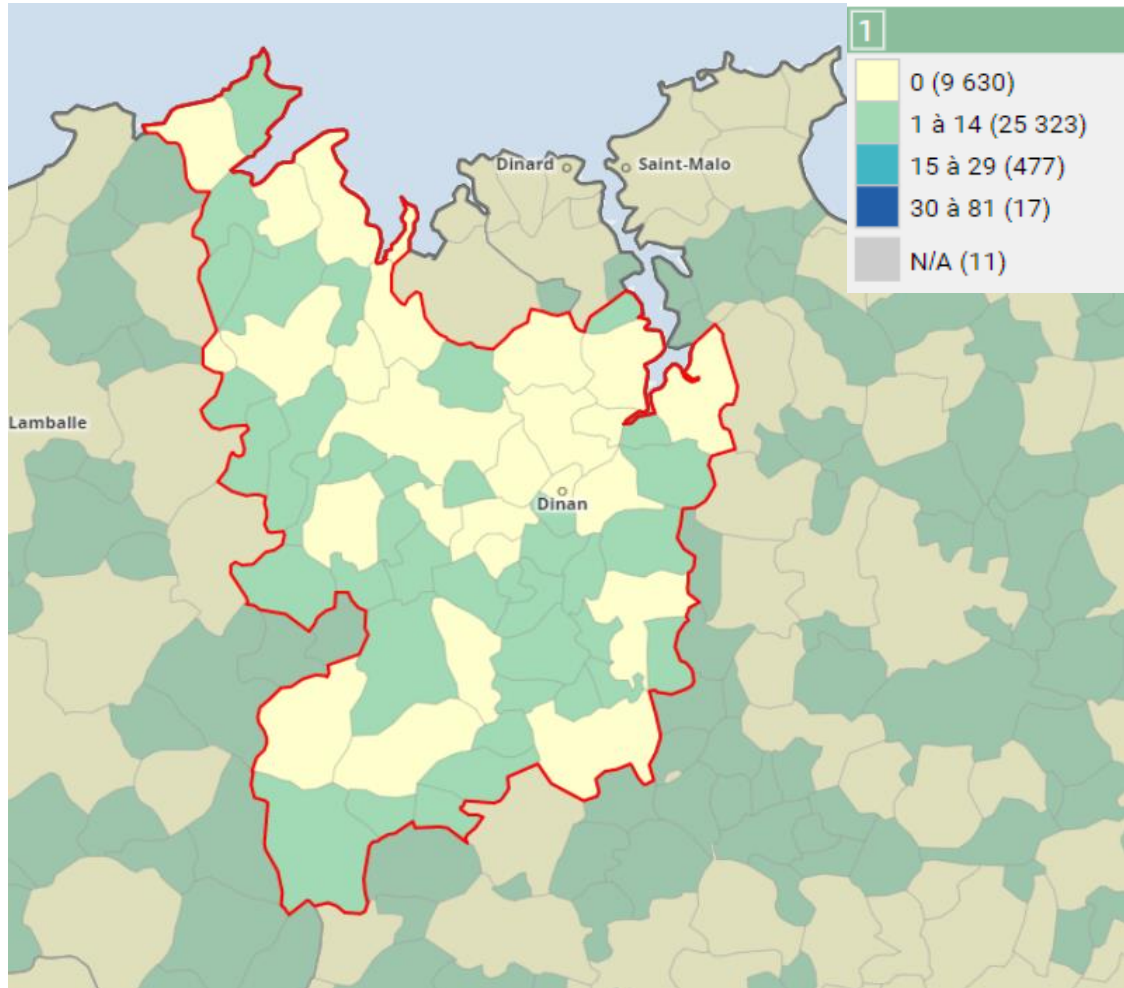 1
0 (9 630)
1 à 14 (25 323)
15 à 29 (477)
30 à 81 (17)
N/A (11)
Dinard
Saint-Malo
Lamballe
Dinan